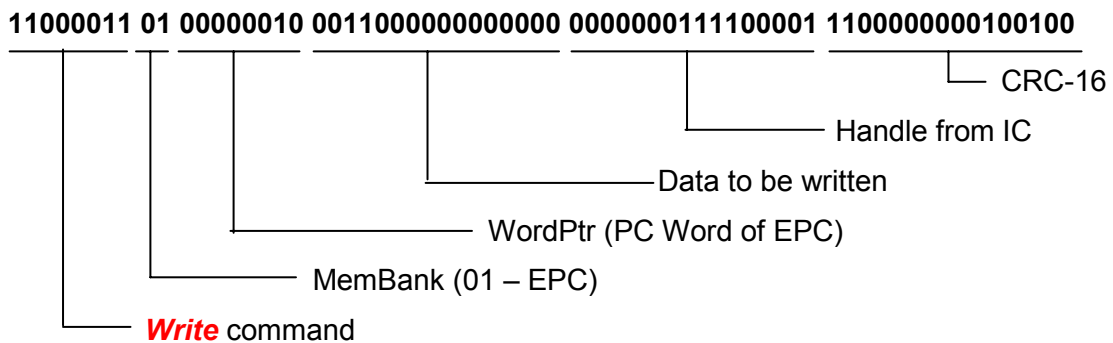 11000011 01 00000010 0011000000000000 0000000111100001 1100000000100100
CRC-16
Handle from IC
Data to be written
WordPtr (PC Word of EPC)
MemBank (01 – EPC)
Write command